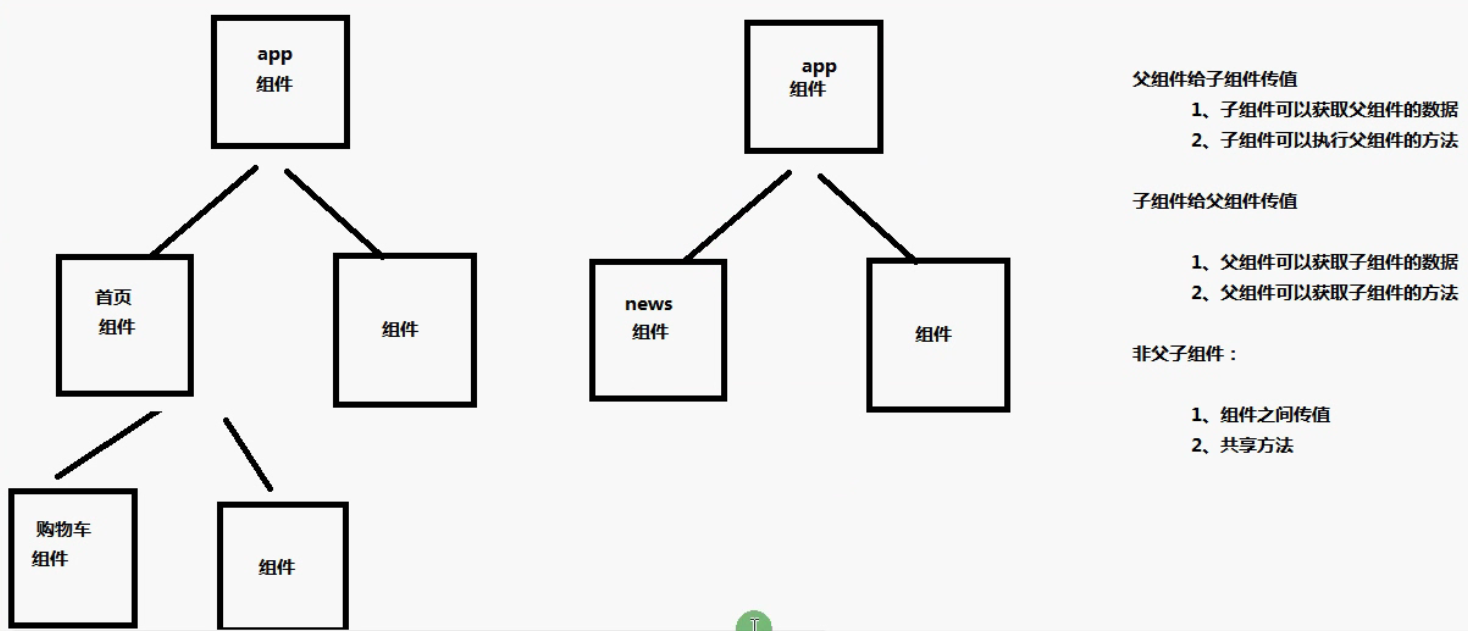 app
组件
首页
组件
组件
购物车
组件
组件
app
组件
news
组件
组件
父组件给子组件传值
1、子组件可以获取父组件的数据
2、子组件可以执行父组件的方法
子组件给父组件传值
1、父组件可以获取子组件的数据
2、父组件可以获取子组件的方法
非父子组件：
1、组件之间传值
2、共享方法